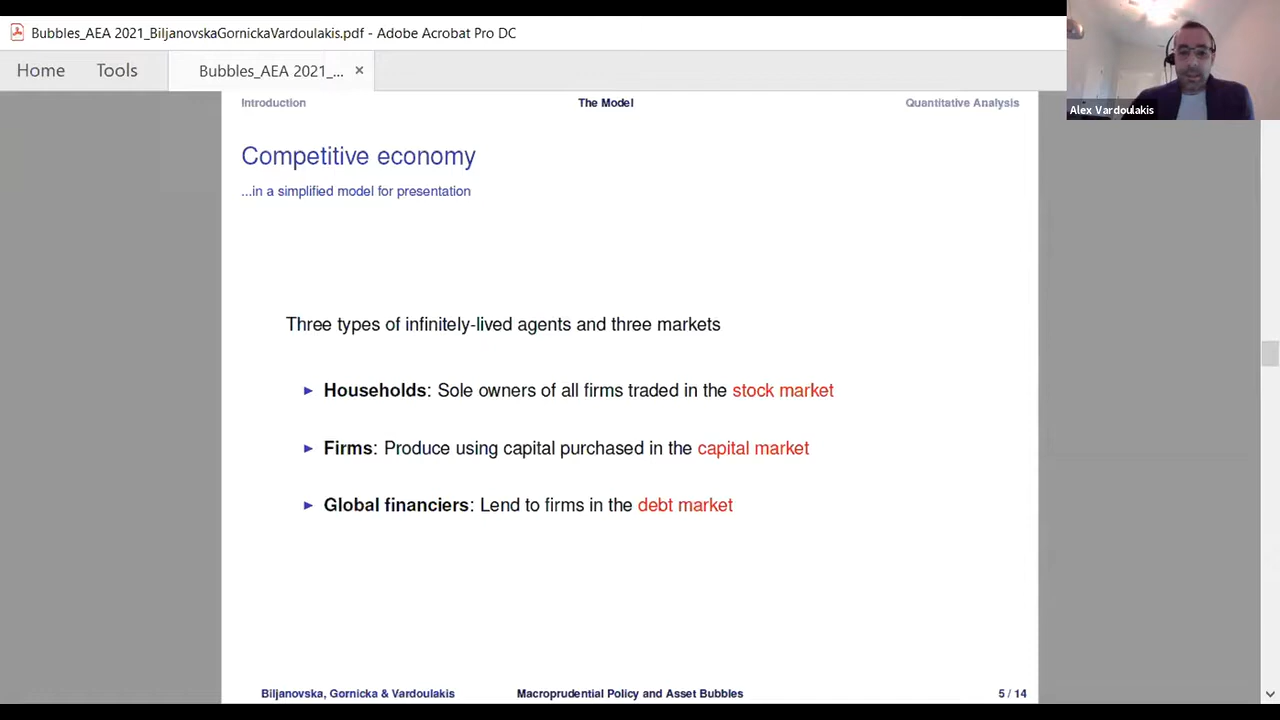 Bubbles_AEA 2021_BiljanovskaGornickaVardoulakis.pdf - Adobe Acrobat Pro DC
Home Tools Bubbles_AEA 2021_... ×
Alex Vardoulakis
Introduction The Model Quantitative Analysis
Competitive economy
...in a simplified model for presentation
Three types of infinitely-lived agents and three markets
► Households: Sole owners of all firms traded in the stock market
► Firms: Produce using capital purchased in the capital market
► Global financiers: Lend to firms in the debt market
Biljanovska, Gornicka & Vardoulakis Macroprudential Policy and Asset Bubbles 5 / 14